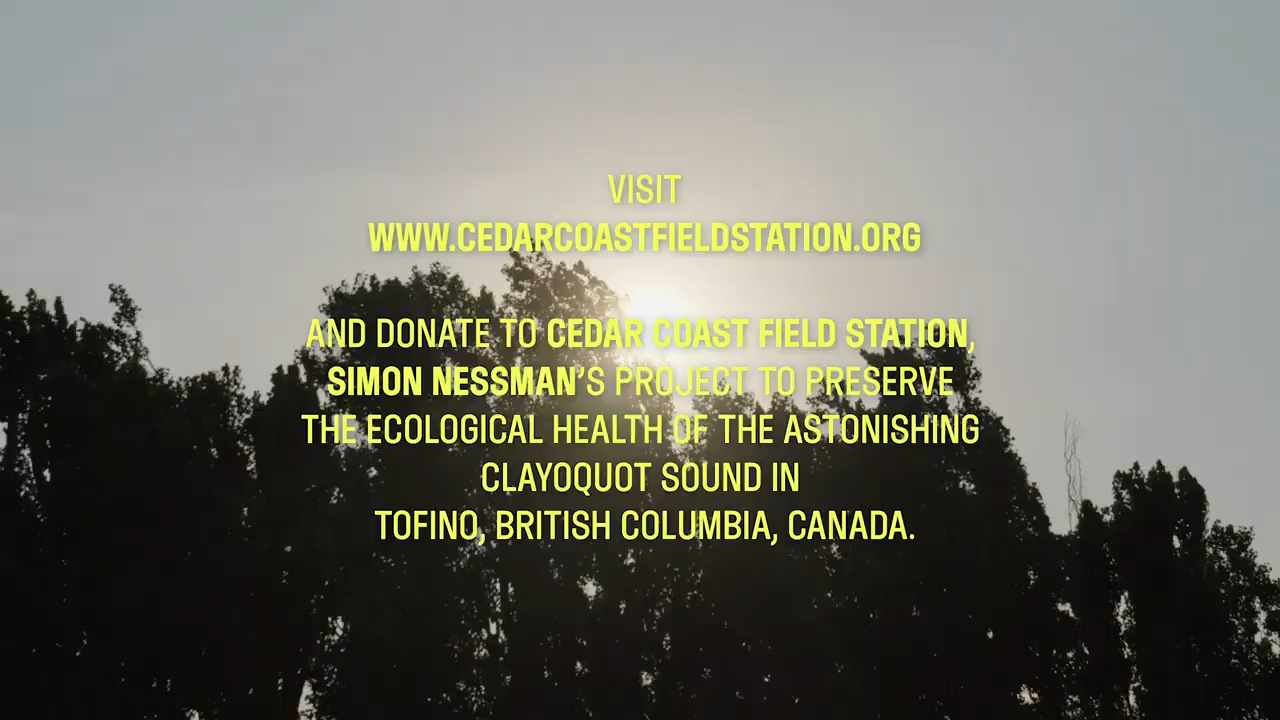 VISIT
WWW.CEDARCOASTFIELDSTATION.ORG
AND DONATE TO CEDAR COAST FIELD STATION,
SIMON NESSMAN'S PROJECT TO PRESERVE
THE ECOLOGICAL HEALTH OF THE ASTONISHING
CLAYOQUOT SOUND IN
TOFINO, BRITISH COLUMBIA, CANADA.